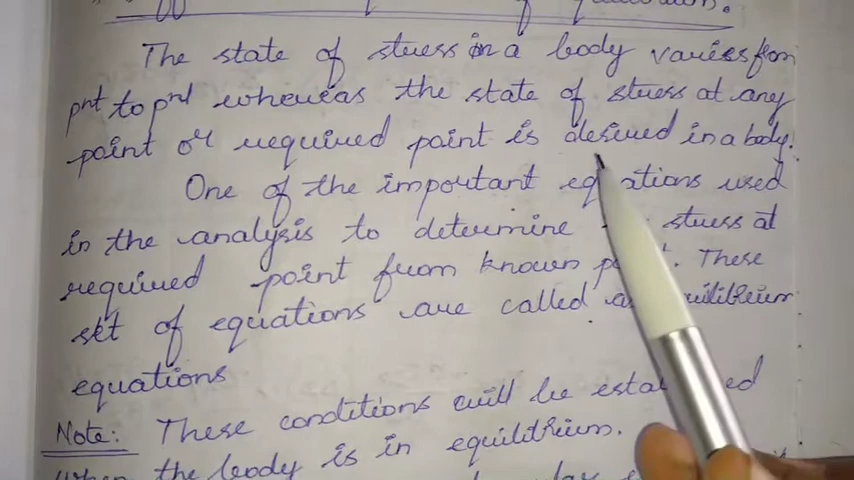 The state of stress in a body varies from
pnt to pnt whereas the state of stress at any
point or required point is desired in a body.
One of the important equations used
in the analysis to determine stress at
required point from known These
set of equations are called
equations
Note: These conditions will be
When the body is in equilibrium.